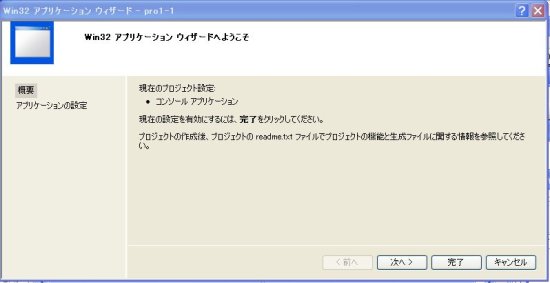 Win32 アプリケーション ウィザード - pro1-1
Win32 アプリケーション ウィザードへようこそ
概要
アプリケーションの設定
現在のプロジェクト設定:
• コンソール アプリケーション
現在の設定を有効にするには、完了をクリックしてください。
プロジェクトの作成後、プロジェクトの readme.txt ファイルでプロジェクトの機能と生成ファイルに関する情報を参照してくださ
い。
< 前へ
次へ >
完了
キャンセル